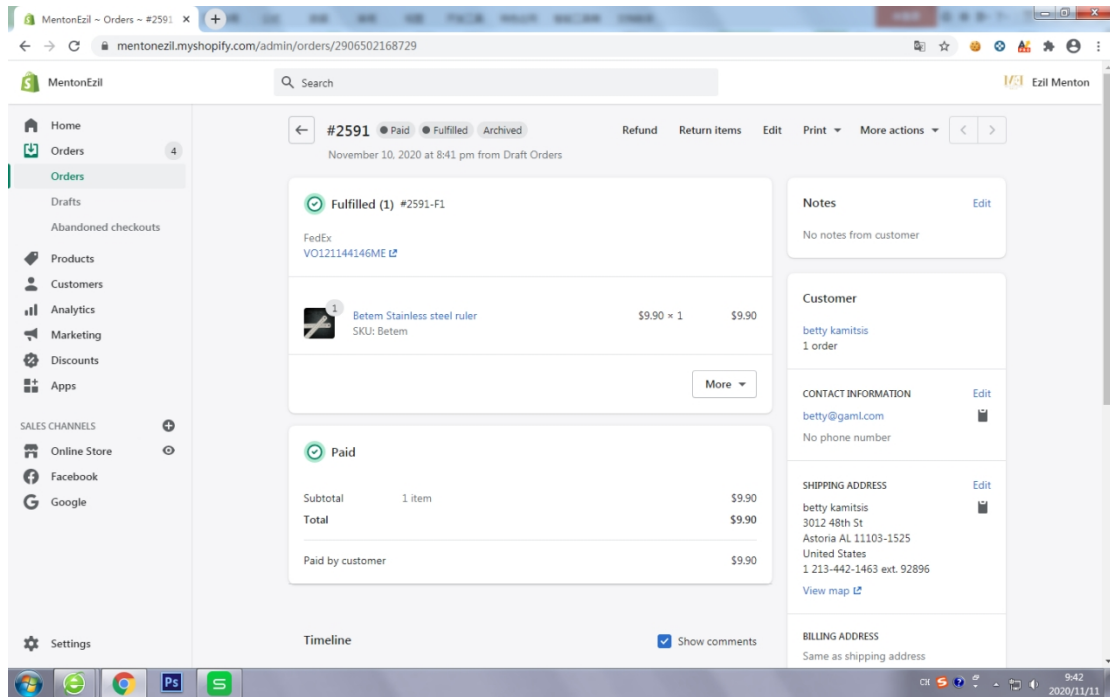 MentonEzil ~ Orders ~ #2591
mentonezil.myshopify.com/admin/orders/2906502168729
MentonEzil
Search
Ezil Menton
Home
Orders 4
Orders
Drafts
Abandoned checkouts
Products
Customers
Analytics
Marketing
Discounts
Apps
SALES CHANNELS
Online Store
Facebook
Google
Settings
#2591 Paid Fulfilled Archived
Refund Return items Edit Print More actions
November 10, 2020 at 8:41 pm from Draft Orders
Fulfilled (1) #2591-F1
FedEx
VO121144146ME
1
Betem Stainless steel ruler $9.90 × 1 $9.90
SKU: Betem
More
Paid
Subtotal 1 item $9.90
Total $9.90
Paid by customer $9.90
Timeline Show comments
Notes Edit
No notes from customer
Customer
betty kamitsis
1 order
CONTACT INFORMATION Edit
betty@gaml.com
No phone number
SHIPPING ADDRESS Edit
betty kamitsis
3012 48th St
Astoria AL 11103-1525
United States
1 213-442-1463 ext. 92896
View map
BILLING ADDRESS
Same as shipping address
Ps
CH
9:42
2020/11/11